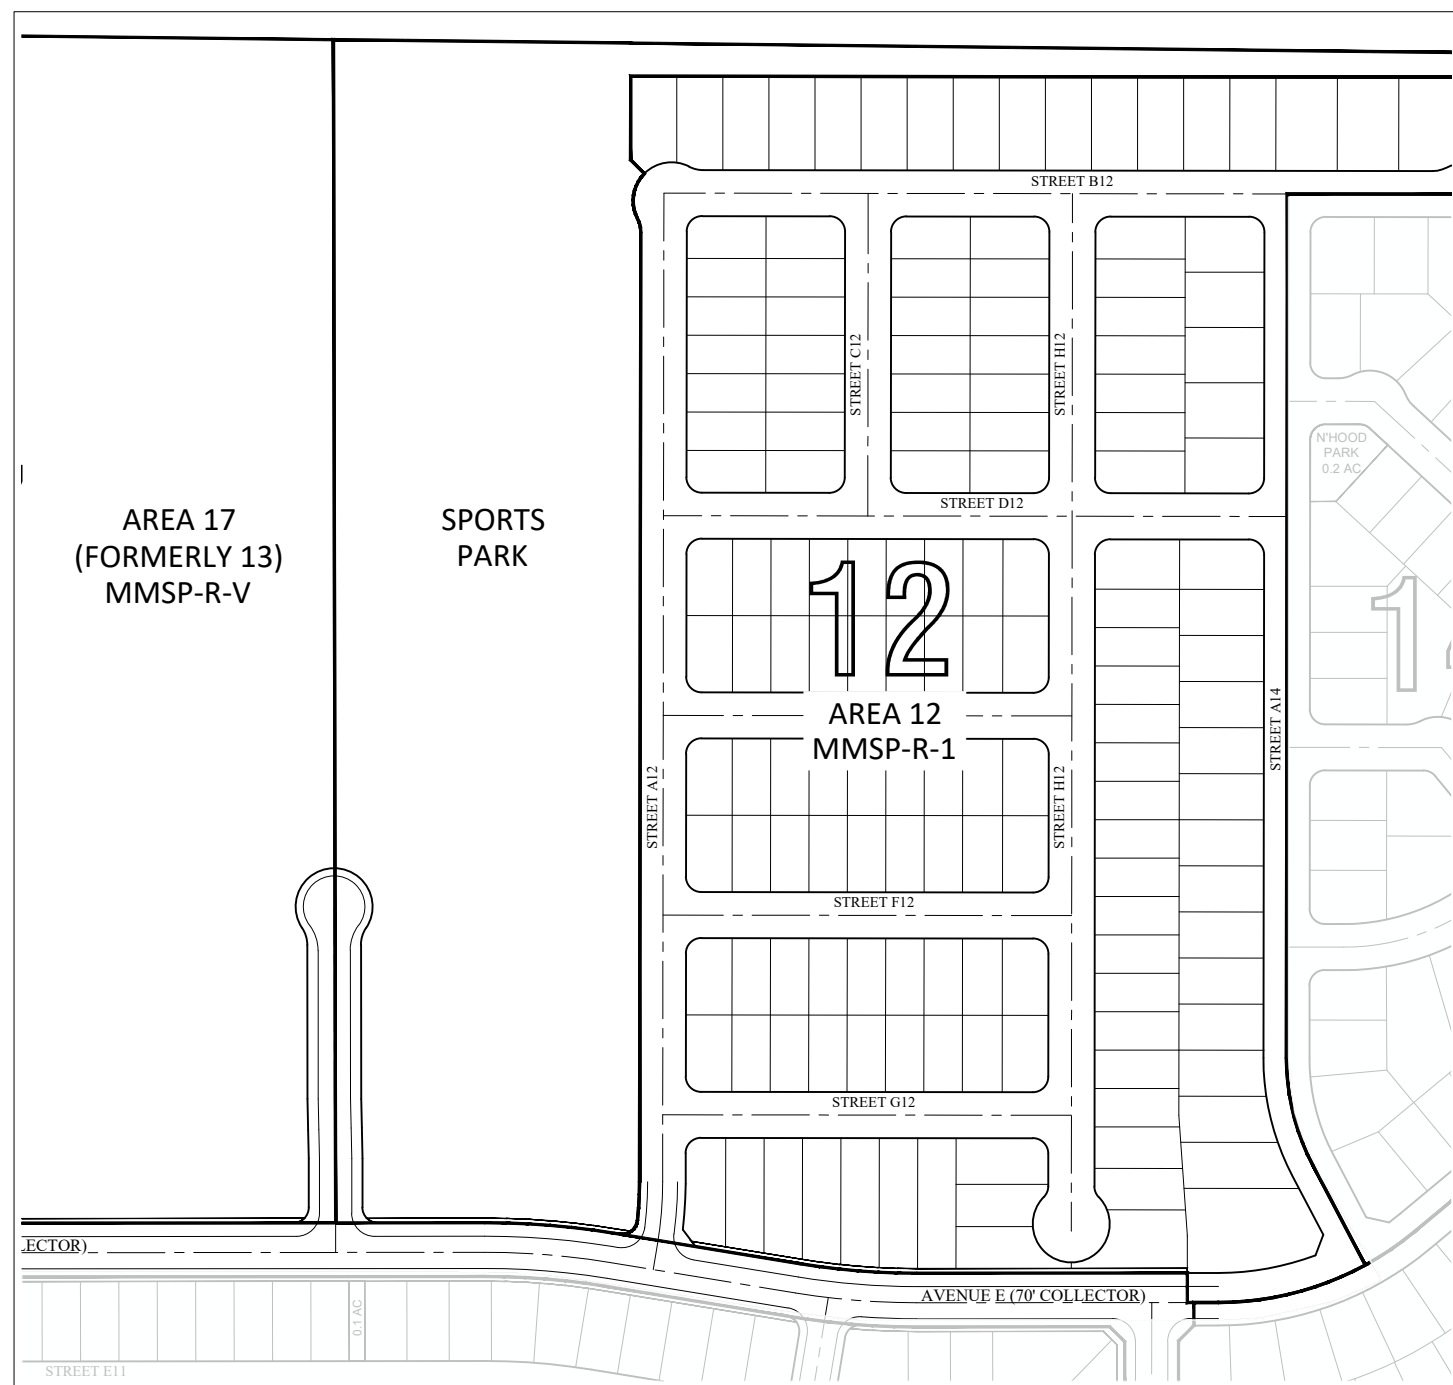 STREET B12
STREET C12
STREET H12
N'HOOD
PARK
0.2 AC
STREET D12
AREA 17
(FORMERLY 13)
MMSP-R-V
SPORTS
PARK
12
AREA 12
MMSP-R-1
STREET A12
STREET H12
STREET A14
STREET F12
STREET G12
LECTOR)
AVENUE E (70' COLLECTOR)
0.1 AC
STREET E11